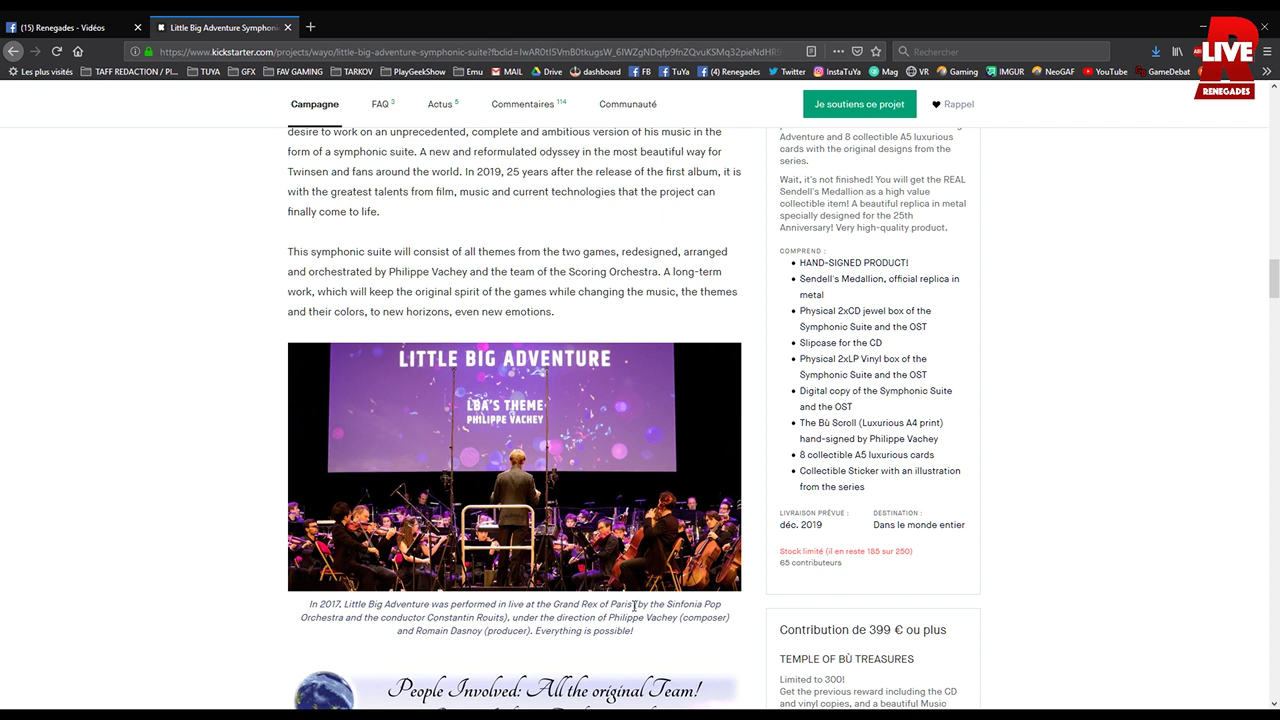 (15) Renegades - Vidéos
Little Big Adventure Symphoni
https://www.kickstarter.com/projects/wayo/little-big-adventure-symphonic-suite?fbclid=
Rechercher
Les plus visités
TAFF REDACTION / PI...
TUYA
GFX
FAV GAMING
TARKOV
PlayGeekShow
Emu
MAIL
Drive
dashboard
FB
TuYa
(4) Renegades
Twitter
InstaTuYa
Mag
VR
Gaming
IMGUR
NeoGAF
YouTube
GameDebat
LIVE
RENEGADES
Campagne
FAQ 3
Actus 5
Commentaires 114
Communauté
Je soutiens ce projet
Rappel
desire to work on an unprecedented, complete and ambitious version of his music in the
form of a symphonic suite. A new and reformulated odyssey in the most beautiful way for
Twinsen and fans around the world. In 2019, 25 years after the release of the first album, it is
with the greatest talents from film, music and current technologies that the project can
finally come to life.
This symphonic suite will consist of all themes from the two games, redesigned, arranged
and orchestrated by Philippe Vachey and the team of the Scoring Orchestra. A long-term
work, which will keep the original spirit of the games while changing the music, the themes
and their colors, to new horizons, even new emotions.
LITTLE BIG ADVENTURE
LBA'S THEME
PHILIPPE VACHEY
In 2017, Little Big Adventure was performed in live at the Grand Rex of Paris (by the Sinfonia Pop
Orchestra and the conductor Constantin Rouits), under the direction of Philippe Vachey (composer)
and Romain Dasnoy (producer). Everything is possible!
People Involved: All the original Team!
Adventure and 8 collectible A5 luxurious
cards with the original designs from the
series.
Wait, it's not finished! You will get the REAL
Sendell's Medallion as a high value
collectible item! A beautiful replica in metal
specially designed for the 25th
Anniversary! Very high-quality product.
COMPREND :
HAND-SIGNED PRODUCT!
Sendell's Medallion, official replica in
metal
Physical 2xCD jewel box of the
Symphonic Suite and the OST
Slipcase for the CD
Physical 2xLP Vinyl box of the
Symphonic Suite and the OST
Digital copy of the Symphonic Suite
and the OST
The Bù Scroll (Luxurious A4 print)
hand-signed by Philippe Vachey
8 collectible A5 luxurious cards
Collectible Sticker with an illustration
from the series
LIVRAISON PRÉVUE :
DESTINATION :
déc. 2019
Dans le monde entier
Stock limité (il en reste 185 sur 250)
65 contributeurs
Contribution de 399 € ou plus
TEMPLE OF BÙ TREASURES
Limited to 300!
Get the previous reward including the CD
and vinyl copies, and a beautiful Music